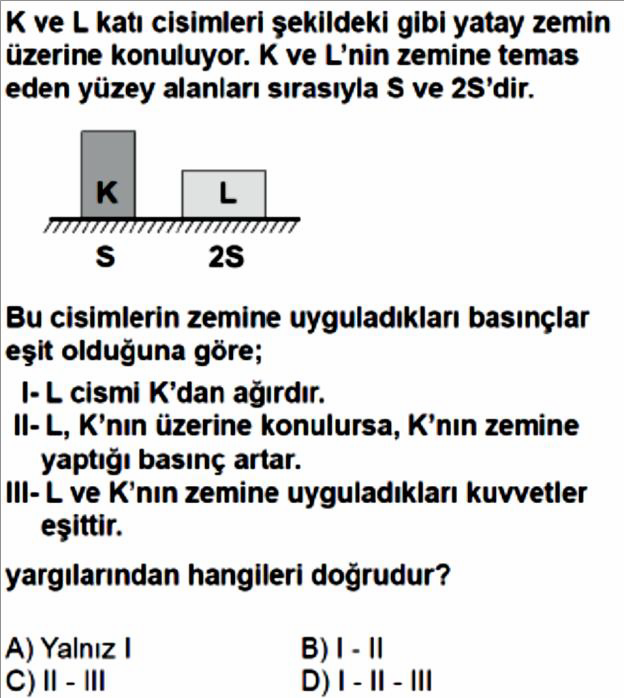 K ve L katı cisimleri şekildeki gibi yatay zemin
üzerine konuluyor. K ve L'nin zemine temas
eden yüzey alanları sırasıyla S ve 2S'dir.
K L
S 2S
Bu cisimlerin zemine uyguladıkları basınçlar
eşit olduğuna göre;
I- L cismi K'dan ağırdır.
II- L, K'nın üzerine konulursa, K'nın zemine
yaptığı basınç artar.
III- L ve K'nın zemine uyguladıkları kuvvetler
eşittir.
yargılarından hangileri doğrudur?
A) Yalnız I B) I - II
C) II - III D) I - II - III